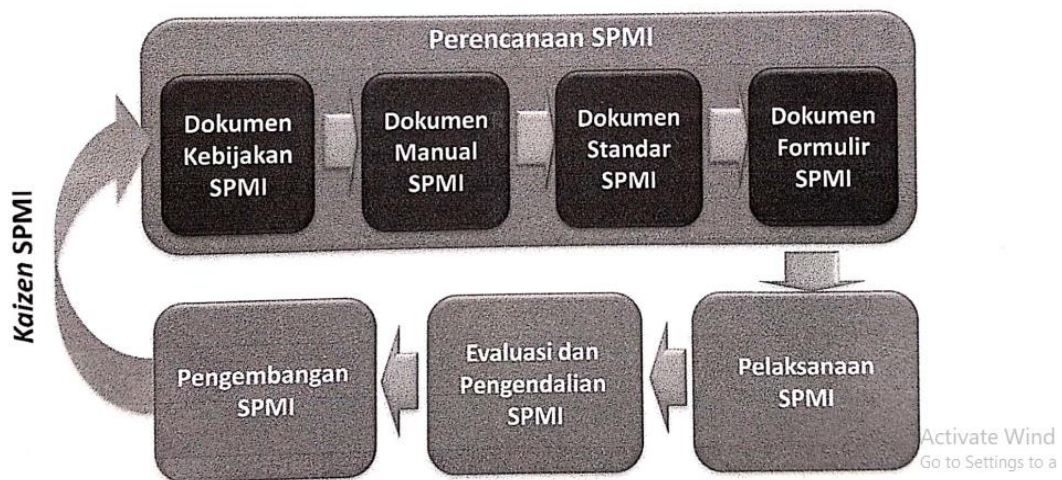 Perencanaan SPMI
Dokumen
Kebijakan
SPMI
Dokumen
Manual
SPMI
Dokumen
Standar
SPMI
Dokumen
Formulir
SPMI
Kaizen SPMI
Pengembangan
SPMI
Evaluasi dan
Pengendalian
SPMI
Pelaksanaan
SPMI
Activate Wind
Go to Settings to a